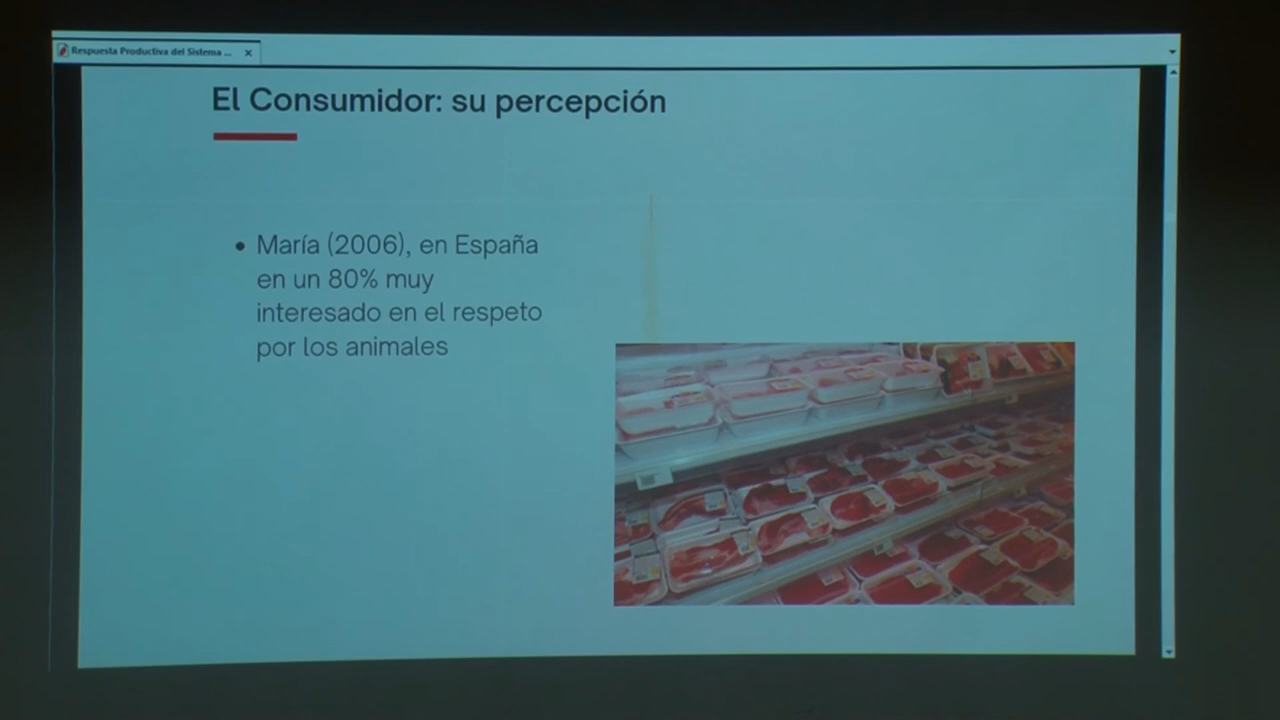 Respuesta Productiva del Sistema ...
El Consumidor: su percepción
• María (2006), en España
en un 80% muy
interesado en el respeto
por los animales